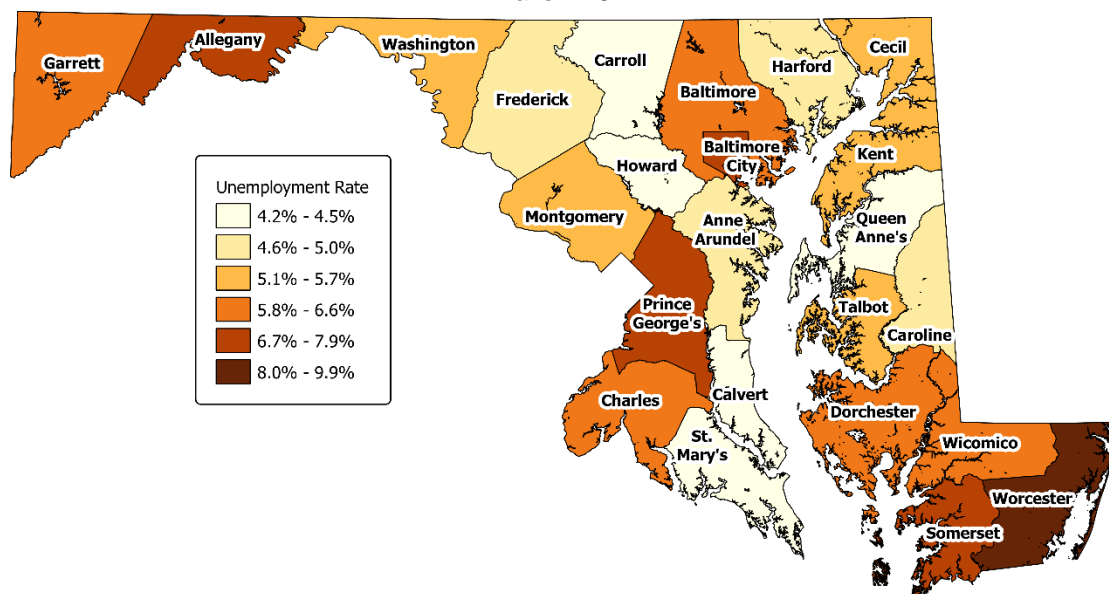 Garrett
Allegany
Washington
Frederick
Carroll
Baltimore
Harford
Cecil
Baltimore
City
Howard
Kent
Montgomery
Anne
Arundel
Queen
Anne's
Prince
George's
Talbot
Caroline
Charles
Calvert
St.
Mary's
Dorchester
Wicomico
Worcester
Somerset
Unemployment Rate
4.2% - 4.5%
4.6% - 5.0%
5.1% - 5.7%
5.8% - 6.6%
6.7% - 7.9%
8.0% - 9.9%